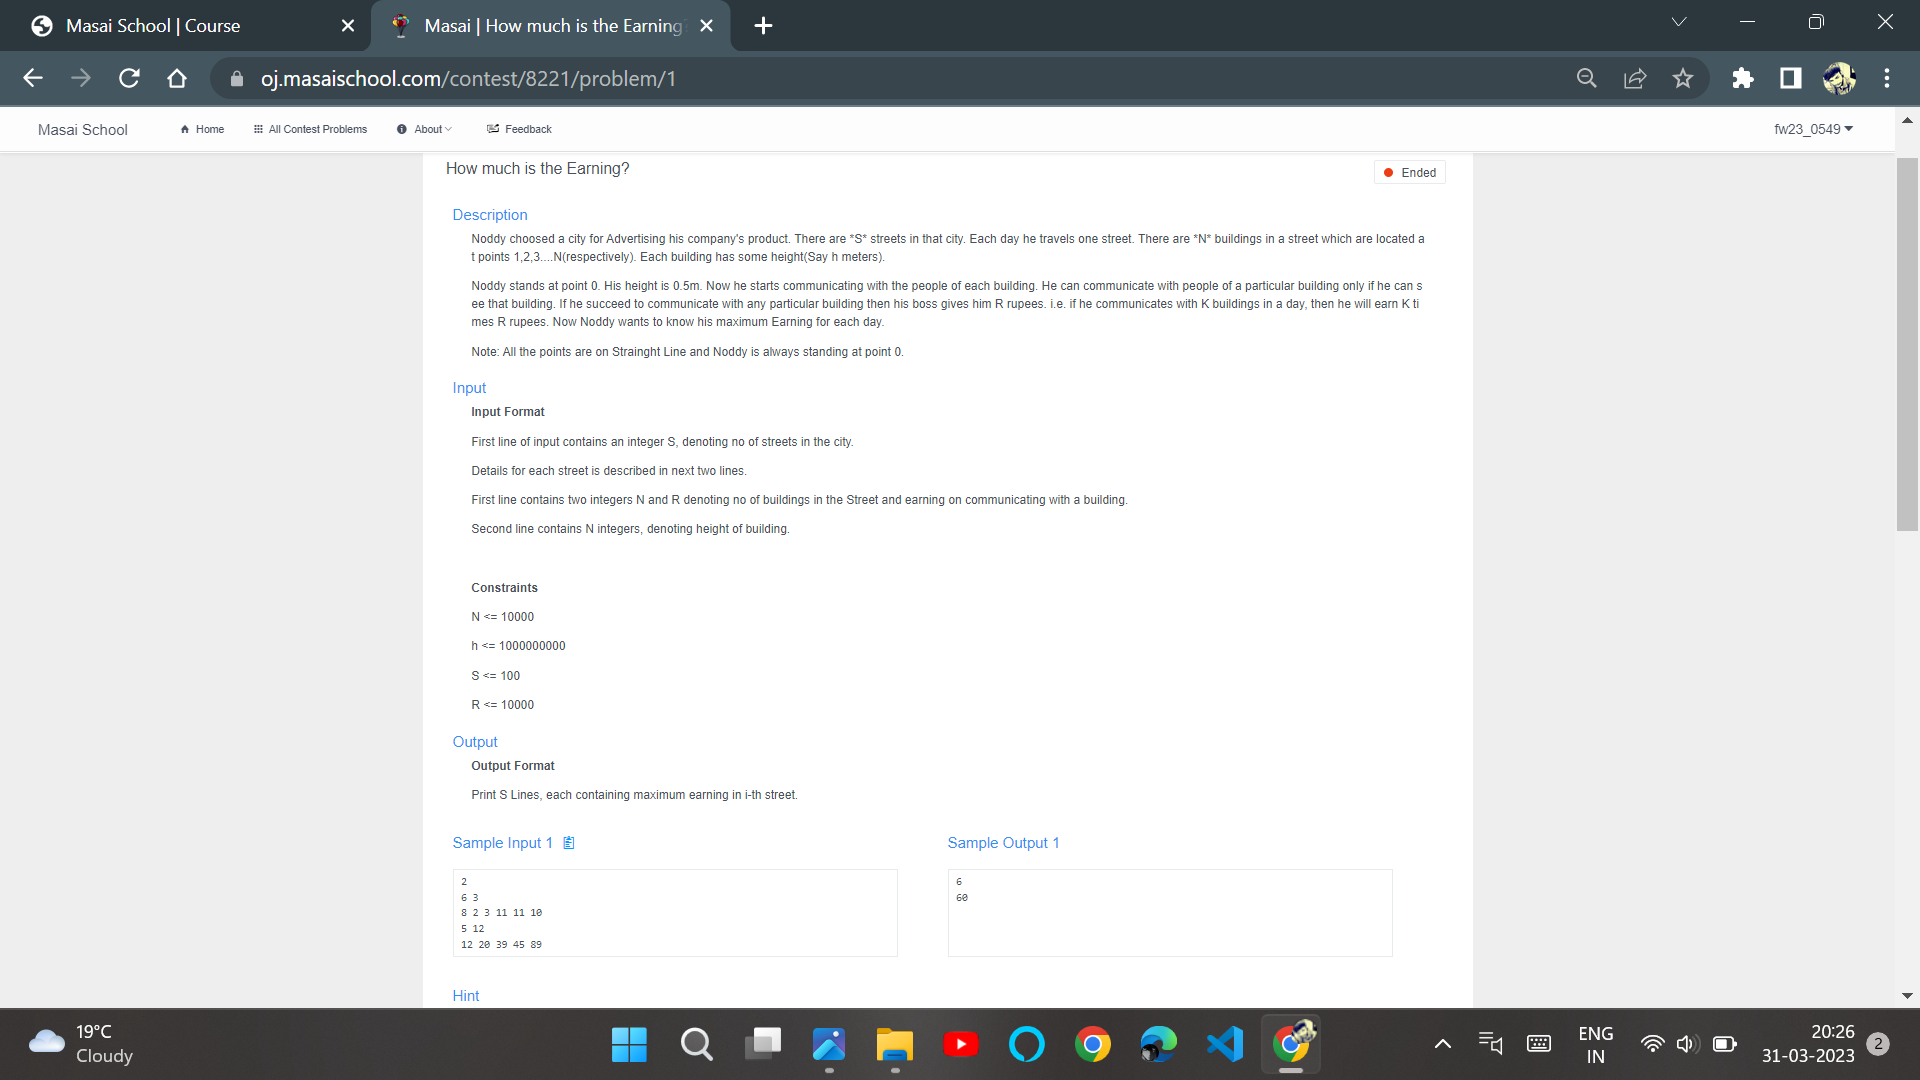 Masai School | Course
Masai | How much is the Earning
oj.masaischool.com/contest/8221/problem/1
Masai School Home All Contest Problems About Feedback fw23_0549
How much is the Earning?
Ended
Description
Noddy choosed a city for Advertising his company's product. There are *S* streets in that city. Each day he travels one street. There are *N* buildings in a street which are located a
t points 1,2,3....N(respectively). Each building has some height(Say h meters).
Noddy stands at point 0. His height is 0.5m. Now he starts communicating with the people of each building. He can communicate with people of a particular building only if he can s
ee that building. If he succeed to communicate with any particular building then his boss gives him R rupees. i.e. if he communicates with K buildings in a day, then he will earn K ti
mes R rupees. Now Noddy wants to know his maximum Earning for each day.
Note: All the points are on Strainght Line and Noddy is always standing at point 0.
Input
Input Format
First line of input contains an integer S, denoting no of streets in the city.
Details for each street is described in next two lines.
First line contains two integers N and R denoting no of buildings in the Street and earning on communicating with a building.
Second line contains N integers, denoting height of building.
Constraints
N <= 10000
h <= 1000000000
S <= 100
R <= 10000
Output
Output Format
Print S Lines, each containing maximum earning in i-th street.
Sample Input 1
2
6 3
8 2 3 11 11 10
5 12
12 20 39 45 89
Sample Output 1
6
60
Hint
19°C
Cloudy
ENG
IN
20:26
31-03-2023
2